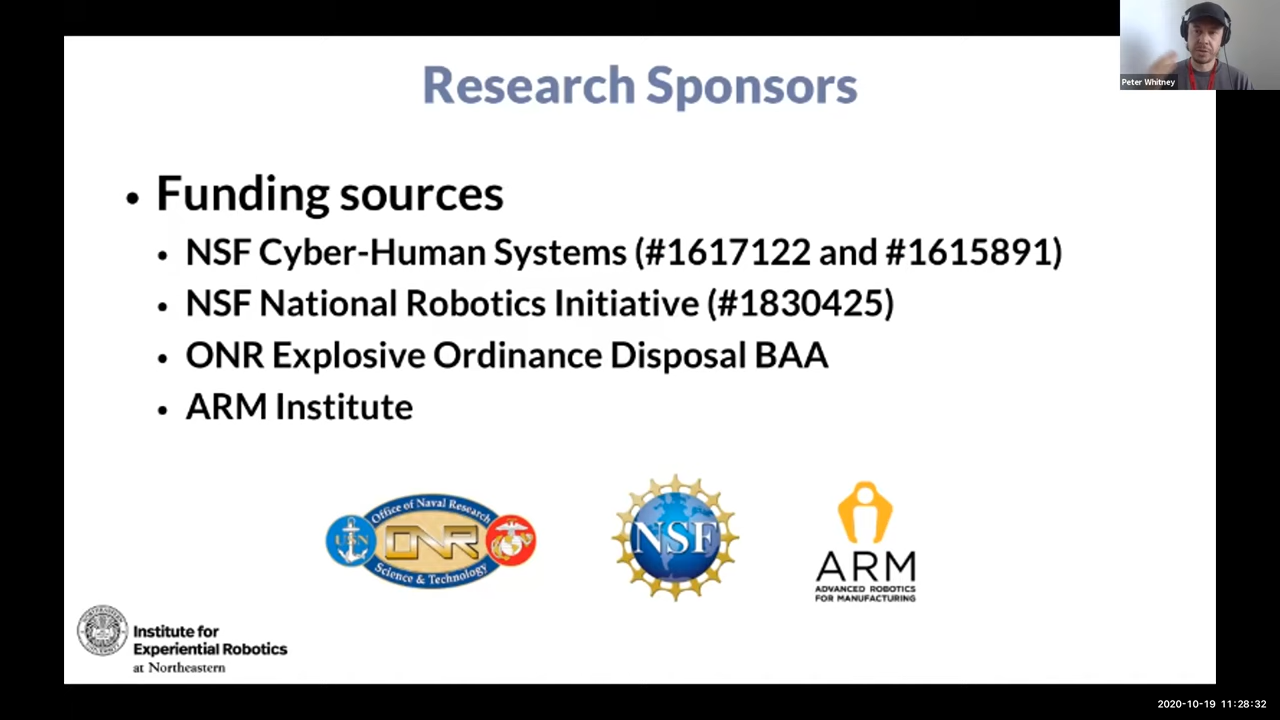 Research Sponsors
Peter Whitney
• Funding sources
• NSF Cyber-Human Systems (#1617122 and #1615891)
• NSF National Robotics Initiative (#1830425)
• ONR Explosive Ordinance Disposal BAA
• ARM Institute
Office of Naval Research
USN
ONR
Science & Technology
NSF
ARM
ADVANCED ROBOTICS
FOR MANUFACTURING
Institute for
Experiential Robotics
at Northeastern
2020-10-19 11:28:32